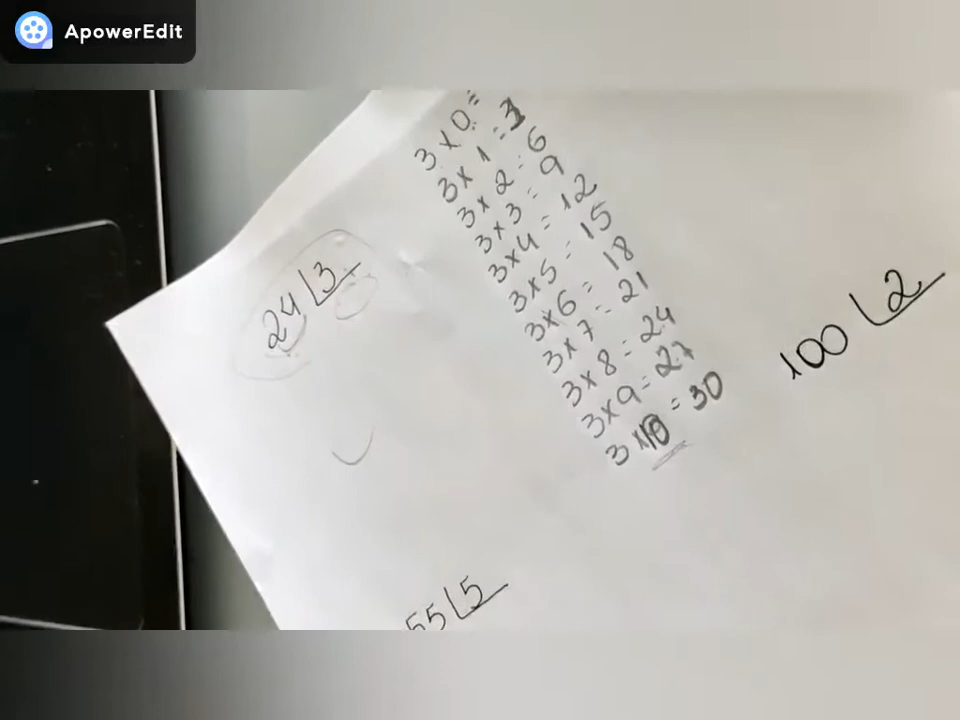 ApowerEdit
3 x 0 =
3 x 1 = 3
3 x 2 = 6
3 x 3 = 9
3 x 4 = 12
3 x 5 = 15
3 x 6 = 18
3 x 7 = 21
3 x 8 = 24
3 x 9 = 27
3 x 10 = 30
24 3
100 2
55 5